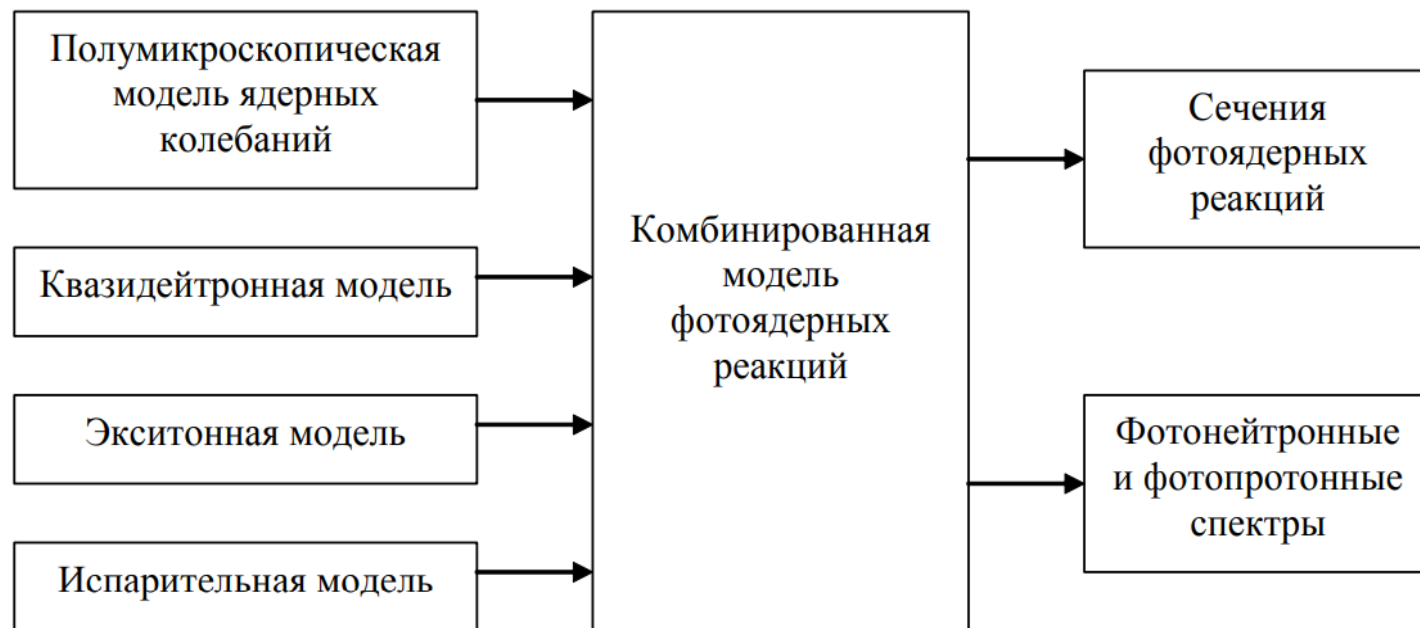 Полумикроскопическая
модель ядерных
колебаний
Квазидейтронная модель
Экситонная модель
Испарительная модель
Комбинированная
модель
фотоядерных
реакций
Сечения
фотоядерных
реакций
Фотонейтронные
и фотопротонные
спектры